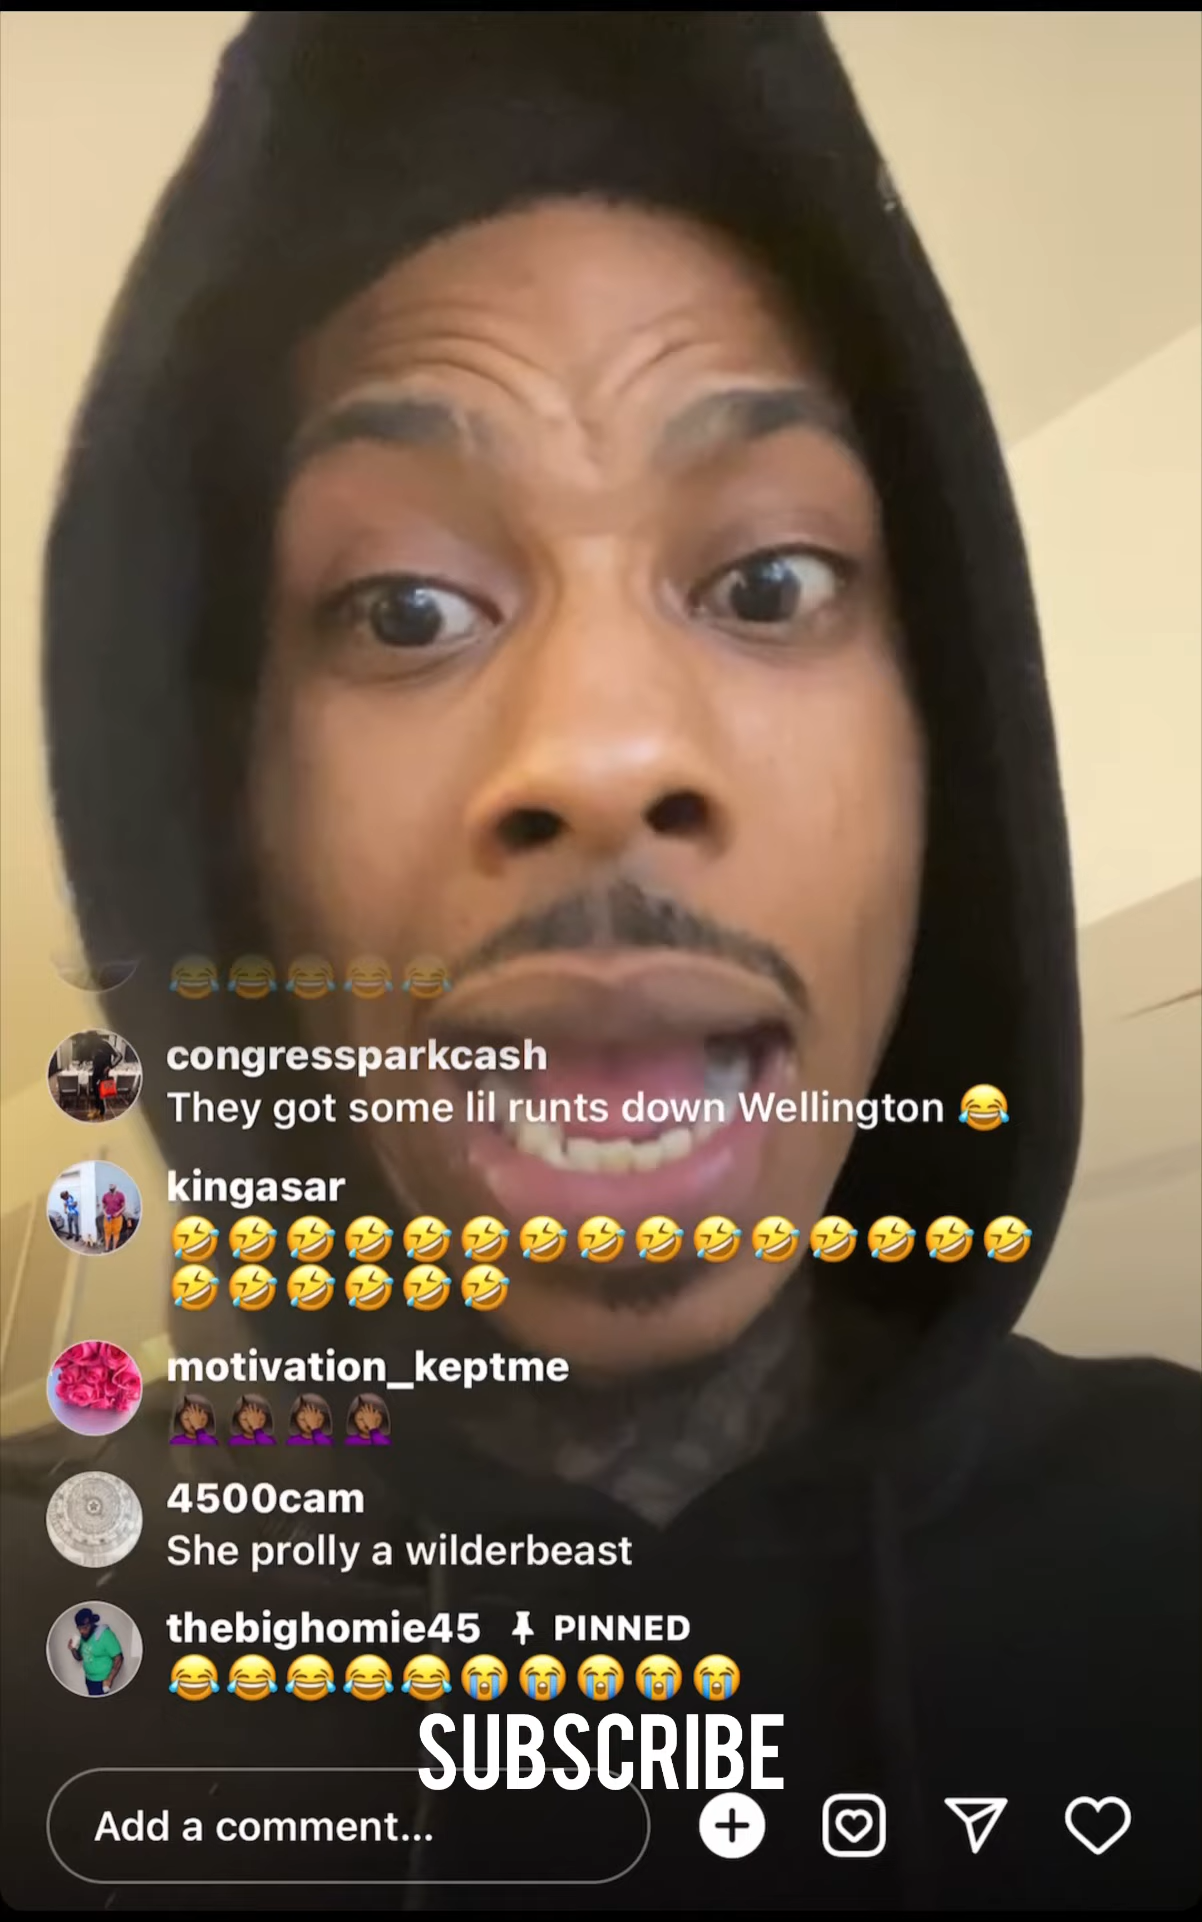 😂😂😂😂😂
congressparkcash
They got some lil runts down Wellington 😂
kingasar
🤣🤣🤣🤣🤣🤣🤣🤣🤣🤣🤣🤣🤣🤣🤣
🤣🤣🤣🤣🤣🤣
motivation_keptme
🤦🏾‍♀️🤦🏾‍♀️🤦🏾‍♀️🤦🏾‍♀️
4500cam
She prolly a wilderbeast
thebighomie45 📌 PINNED
😂😂😂😂😂😭😭😭😭😭
SUBSCRIBE
Add a comment...